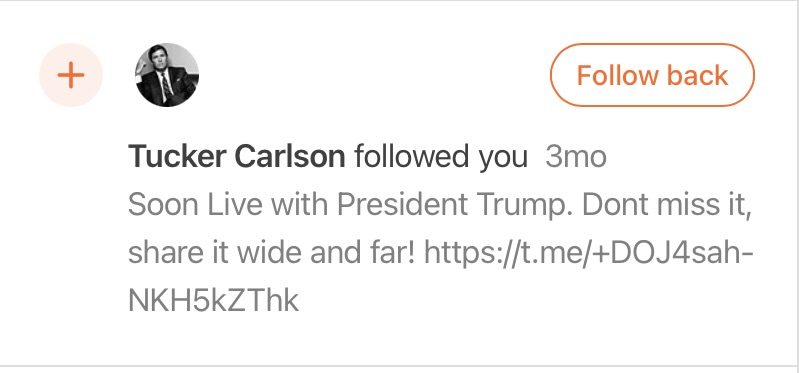 +
Follow back
Tucker Carlson followed you 3mo
Soon Live with President Trump. Dont miss it,
share it wide and far! https://t.me/+DOJ4sah-
NKH5kZThk